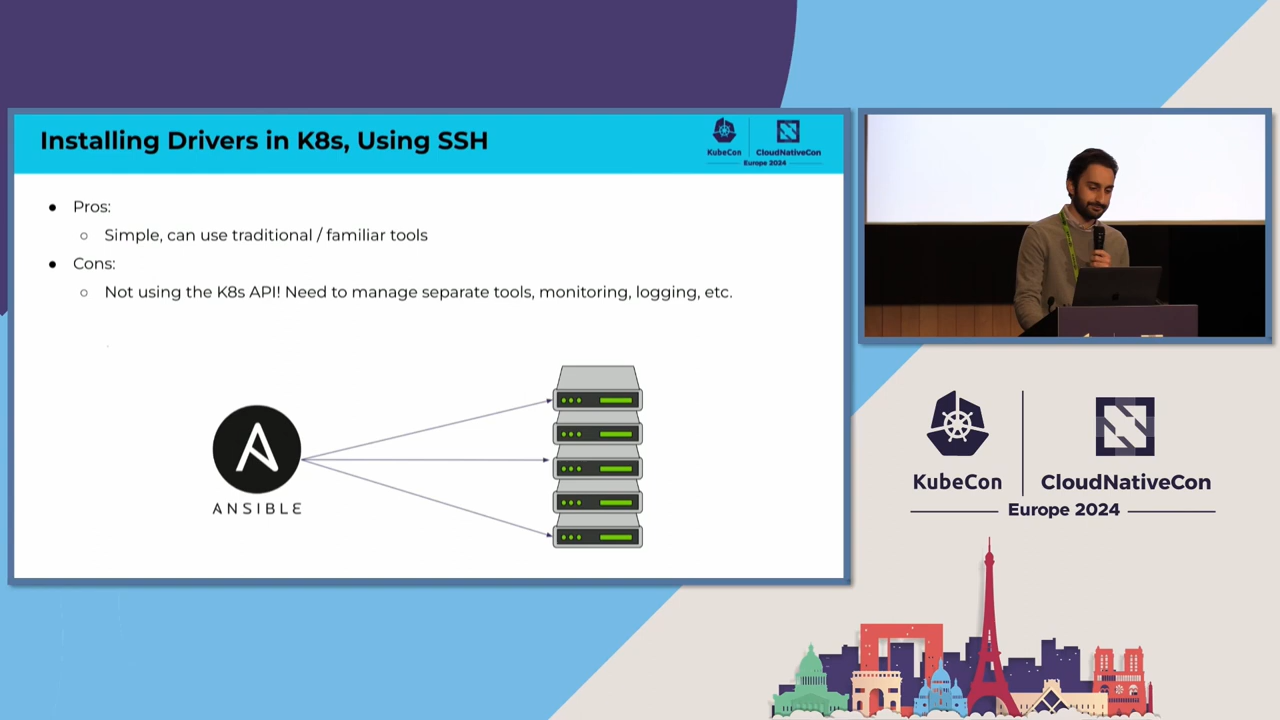 Installing Drivers in K8s, Using SSH
KubeCon
CloudNativeCon
Europe 2024
Pros:
Simple, can use traditional / familiar tools
Cons:
Not using the K8s API! Need to manage separate tools, monitoring, logging, etc.
ANSIBLE
KubeCon
CloudNativeCon
Europe 2024